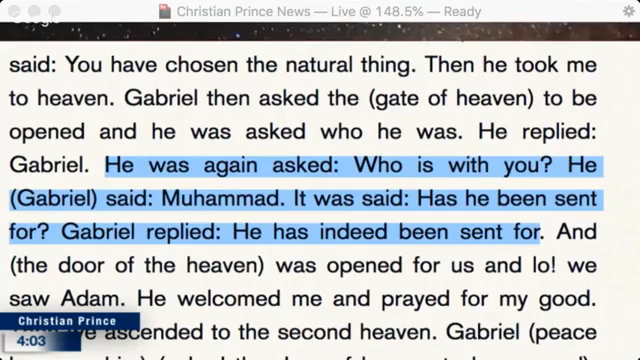 Christian Prince News — Live @ 148.5% — Ready
said: You have chosen the natural thing. Then he took me
to heaven. Gabriel then asked the (gate of heaven) to be
opened and he was asked who he was. He replied:
Gabriel. He was again asked: Who is with you? He
(Gabriel) said: Muhammad. It was said: Has he been sent
for? Gabriel replied: He has indeed been sent for. And
(the door of the heaven) was opened for us and lo! we
saw Adam. He welcomed me and prayed for my good.
ascended to the second heaven. Gabriel (peace
Christian Prince
4:03